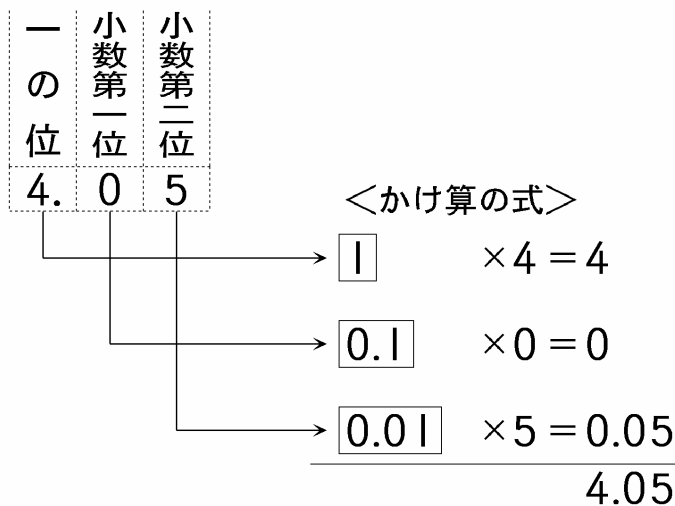 一の位
小数第一位
小数第二位
4. 0 5
＜かけ算の式＞
1 ×4＝4
0.1 ×0＝0
0.01 ×5＝0.05
4.05